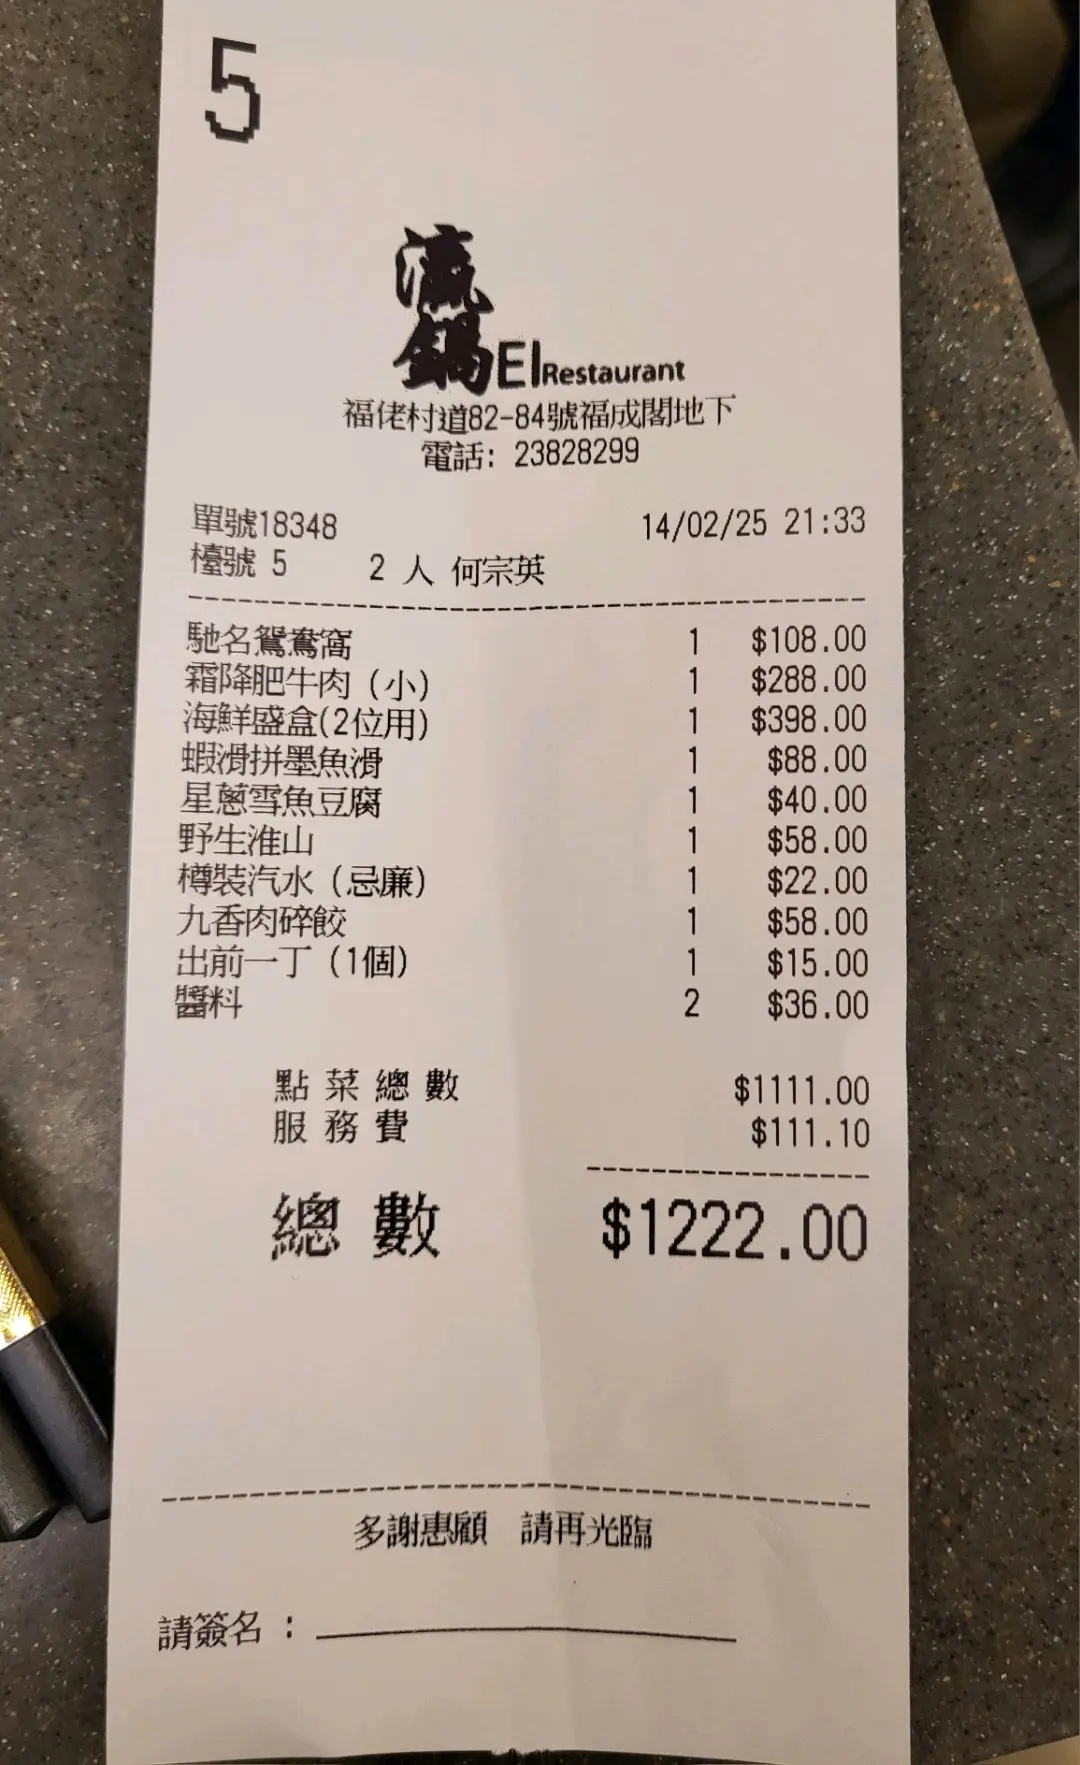 5
瀛
鍋 EI Restaurant
福佬村道82-84號福成閣地下
電話: 23828299
單號18348 14/02/25 21:33
檯號 5 2 人 何宗英
馳名鴛鴦窩 1 $108.00
霜降肥牛肉 (小) 1 $288.00
海鮮盛盒(2位用) 1 $398.00
蝦滑拼墨魚滑 1 $88.00
星蔥雪魚豆腐 1 $40.00
野生淮山 1 $58.00
樽裝汽水 (忌廉) 1 $22.00
九香肉碎餃 1 $58.00
出前一丁 (1個) 1 $15.00
醬料 2 $36.00
點菜總數 $1111.00
服務費 $111.10
總數 $1222.00
多謝惠顧 請再光臨
請簽名 :